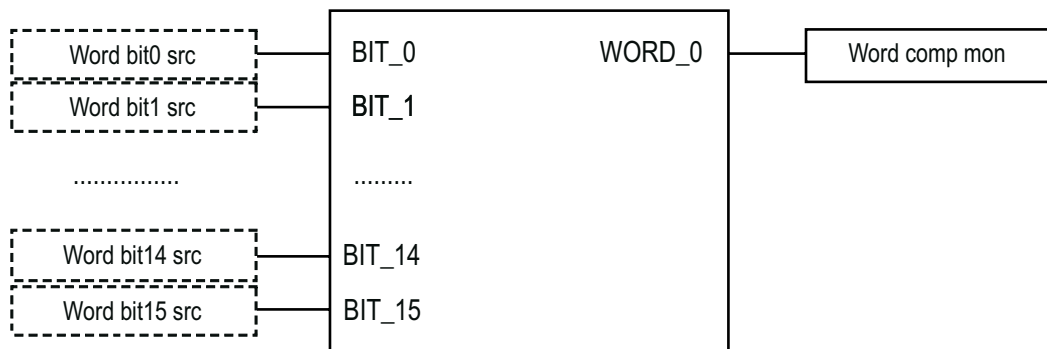 Word bit0 src BIT_0 WORD_0 Word comp mon
Word bit1 src BIT_1
................ .........
Word bit14 src BIT_14
Word bit15 src BIT_15